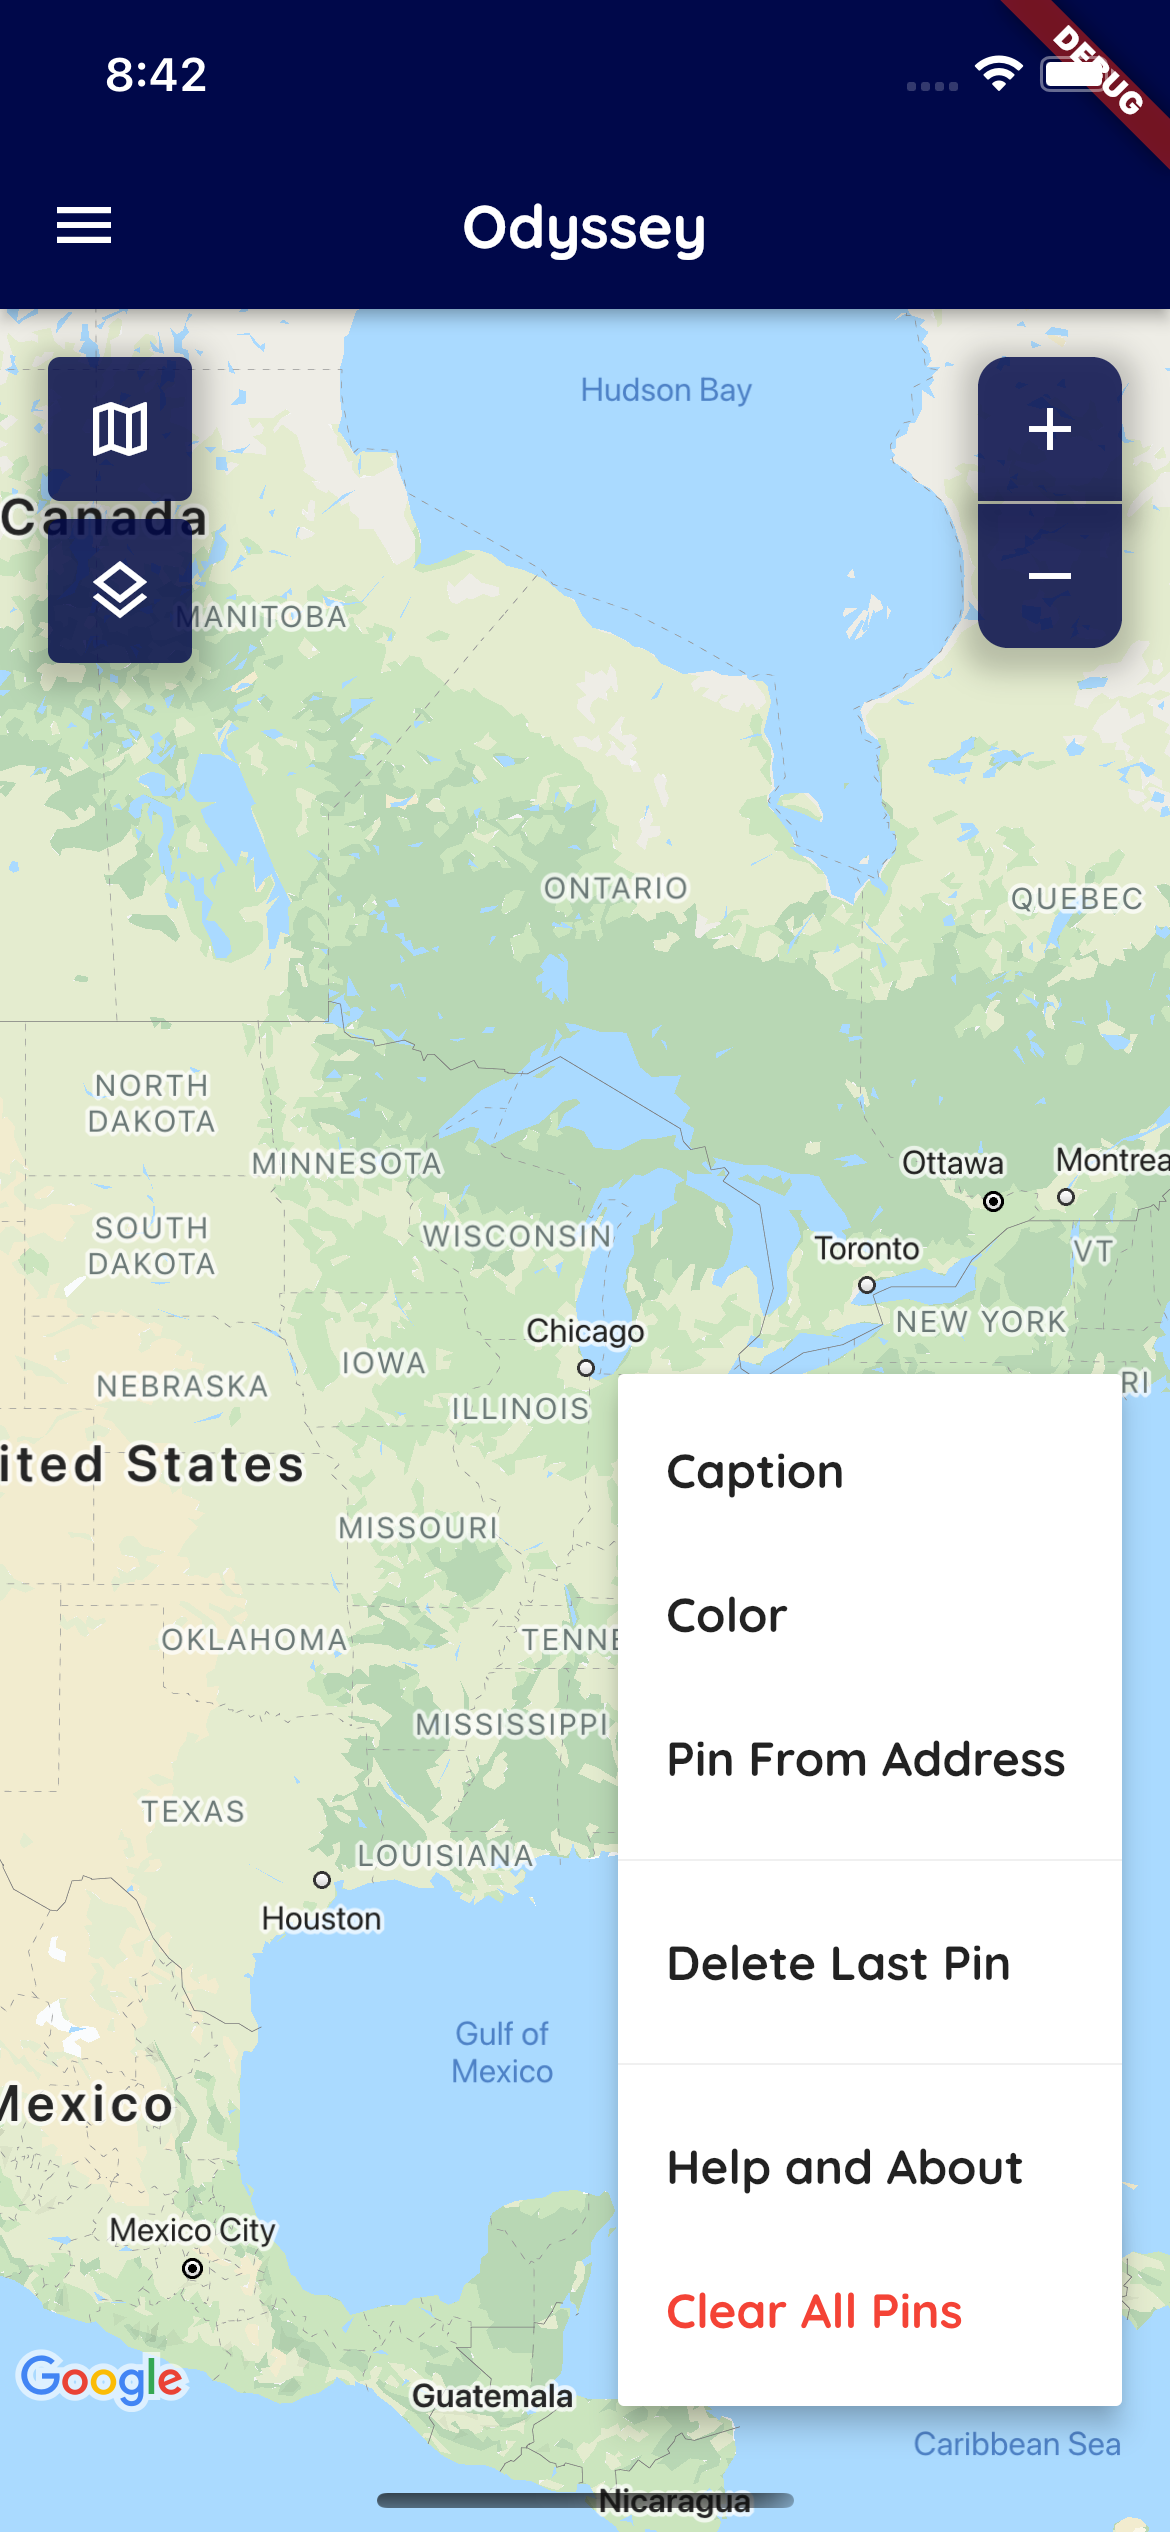 8:42
DEBUG
Odyssey
Hudson Bay
Canada
MANITOBA
ONTARIO
QUEBEC
NORTH
DAKOTA
MINNESOTA
Ottawa
Montrea
SOUTH
DAKOTA
WISCONSIN
Toronto
VT
NEW YORK
Chicago
IOWA
NEBRASKA
ILLINOIS
RI
ited States
Caption
MISSOURI
Color
OKLAHOMA
TENNE
MISSISSIPPI
Pin From Address
TEXAS
LOUISIANA
Houston
Delete Last Pin
Gulf of
Mexico
Mexico
Help and About
Mexico City
Clear All Pins
Google
Guatemala
Caribbean Sea
Nicaragua